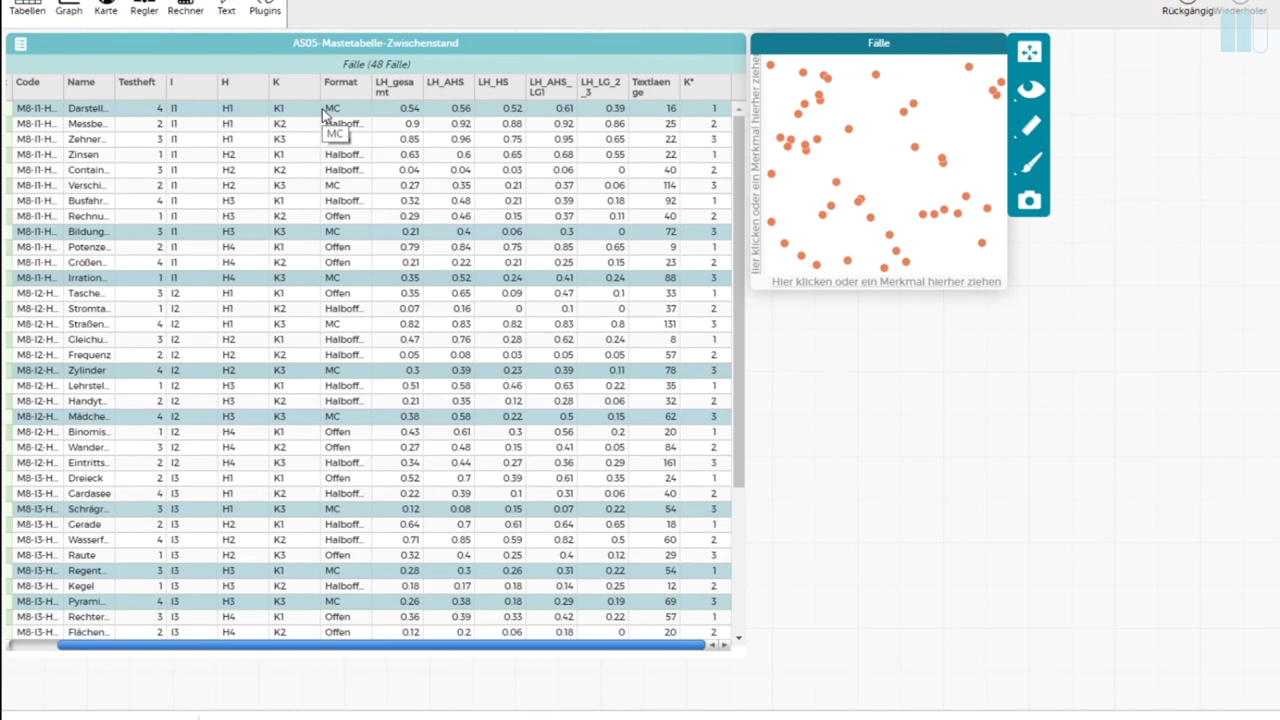 Tabellen Graph Karte Regler Rechner Text Plugins Rückgängig Wiederholen
AS05-Mastetabelle-Zwischenstand
Fälle (48 Fälle)
Code Name Testheft I H K Format LH_gesamt LH_AHS LH_HS LH_AHS_LG1 LH_LG_2_3 Textlaenge K*
M8-I1-H... Darstell... 4 I1 H1 K1 MC 0.54 0.56 0.52 0.61 0.39 16 1
M8-I1-H... Messbe... 2 I1 H1 K2 Halboff... 0.9 0.92 0.88 0.92 0.86 25 2
MC
M8-I1-H... Zehner... 3 I1 H1 K3 0.85 0.96 0.75 0.95 0.65 22 3
M8-I1-H... Zinsen 1 I1 H2 K1 Halboff... 0.63 0.6 0.65 0.68 0.55 22 1
M8-I1-H... Contain... 3 I1 H2 K2 Halboff... 0.04 0.04 0.03 0.06 0 40 2
M8-I1-H... Verschi... 2 I1 H2 K3 MC 0.27 0.35 0.21 0.37 0.06 114 3
M8-I1-H... Busfahr... 4 I1 H3 K1 Halboff... 0.32 0.48 0.21 0.39 0.18 92 1
M8-I1-H... Rechnu... 1 I1 H3 K2 Offen 0.29 0.46 0.15 0.37 0.11 40 2
M8-I1-H... Bildung... 3 I1 H3 K3 MC 0.21 0.4 0.06 0.3 0 72 3
M8-I1-H... Potenze... 2 I1 H4 K1 Offen 0.79 0.84 0.75 0.85 0.65 9 1
M8-I1-H... Größen... 4 I1 H4 K2 Offen 0.21 0.22 0.21 0.25 0.15 23 2
M8-I1-H... Irration... 1 I1 H4 K3 MC 0.35 0.52 0.24 0.41 0.24 88 3
M8-I2-H... Tasche... 3 I2 H1 K1 Offen 0.35 0.65 0.09 0.47 0.1 33 1
M8-I2-H... Stromta... 1 I2 H1 K2 Halboff... 0.07 0.16 0 0.1 0 37 2
M8-I2-H... Straßen... 4 I2 H1 K3 MC 0.82 0.83 0.82 0.83 0.8 131 3
M8-I2-H... Gleichu... 3 I2 H2 K1 Halboff... 0.47 0.76 0.28 0.62 0.24 8 1
M8-I2-H... Frequenz 2 I2 H2 K2 Halboff... 0.05 0.08 0.03 0.05 0.05 57 2
M8-I2-H... Zylinder 4 I2 H2 K3 MC 0.3 0.39 0.23 0.39 0.11 78 3
M8-I2-H... Lehrstel... 1 I2 H3 K1 Halboff... 0.51 0.58 0.46 0.63 0.22 35 1
M8-I2-H... Handyt... 2 I2 H3 K2 Halboff... 0.21 0.35 0.12 0.28 0.06 32 2
M8-I2-H... Mädche... 4 I2 H3 K3 MC 0.38 0.58 0.22 0.5 0.15 62 3
M8-I2-H... Binomis... 1 I2 H4 K1 Offen 0.43 0.61 0.3 0.56 0.2 20 1
M8-I2-H... Wander... 3 I2 H4 K2 Offen 0.27 0.48 0.15 0.41 0.05 84 2
M8-I2-H... Eintritts... 2 I2 H4 K3 Halboff... 0.34 0.44 0.27 0.36 0.29 161 3
M8-I3-H... Dreieck 2 I3 H1 K1 Offen 0.52 0.7 0.39 0.61 0.35 24 1
M8-I3-H... Cardasee 4 I3 H1 K2 Halboff... 0.22 0.39 0.1 0.31 0.06 40 2
M8-I3-H... Schrägr... 3 I3 H1 K3 MC 0.12 0.08 0.15 0.07 0.22 54 3
M8-I3-H... Gerade 2 I3 H2 K1 Halboff... 0.64 0.7 0.61 0.64 0.65 18 1
M8-I3-H... Wasserf... 4 I3 H2 K2 Halboff... 0.71 0.85 0.59 0.82 0.5 60 2
M8-I3-H... Raute 1 I3 H2 K3 Offen 0.32 0.4 0.25 0.4 0.12 29 3
M8-I3-H... Regent... 3 I3 H3 K1 MC 0.28 0.3 0.26 0.31 0.22 54 1
M8-I3-H... Kegel 1 I3 H3 K2 Halboff... 0.18 0.17 0.18 0.14 0.25 12 2
M8-I3-H... Pyrami... 4 I3 H3 K3 MC 0.26 0.38 0.18 0.29 0.19 69 3
M8-I3-H... Rechter... 3 I3 H4 K1 Offen 0.36 0.39 0.33 0.42 0.22 57 1
M8-I3-H... Flächen... 2 I3 H4 K2 Offen 0.12 0.2 0.06 0.18 0 20 2
Fälle
Hier klicken oder ein Merkmal hierher ziehen
Hier klicken oder ein Merkmal hierher ziehen